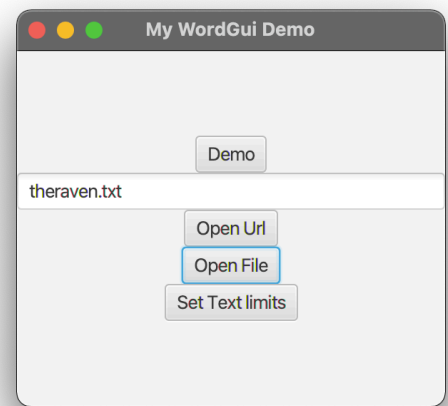 My WordGui Demo
Demo
theraven.txt
Open Url
Open File
Set Text limits